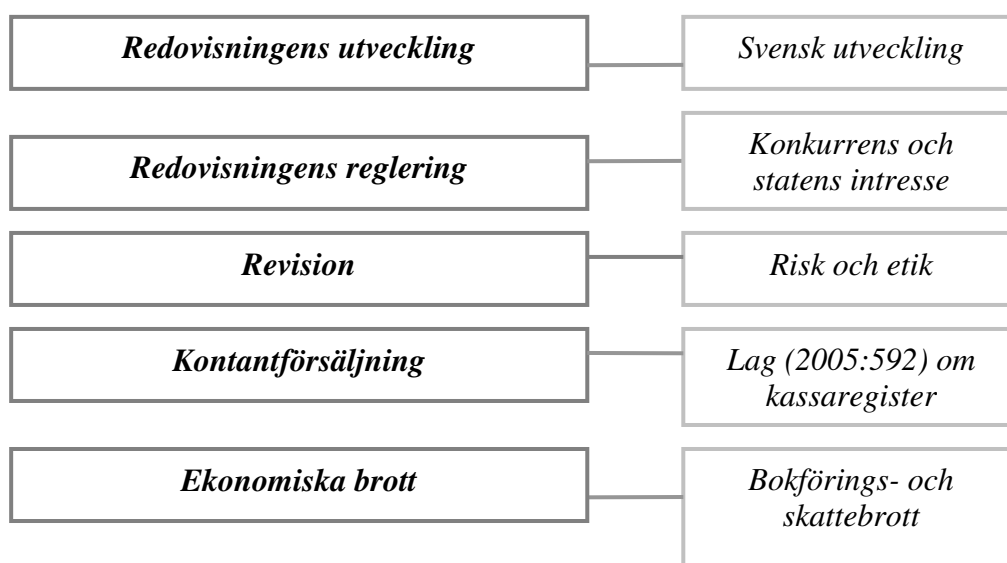 Redovisningens utveckling
Svensk utveckling
Redovisningens reglering
Konkurrens och
statens intresse
Revision
Risk och etik
Kontantförsäljning
Lag (2005:592) om
kassaregister
Ekonomiska brott
Bokförings- och
skattebrott